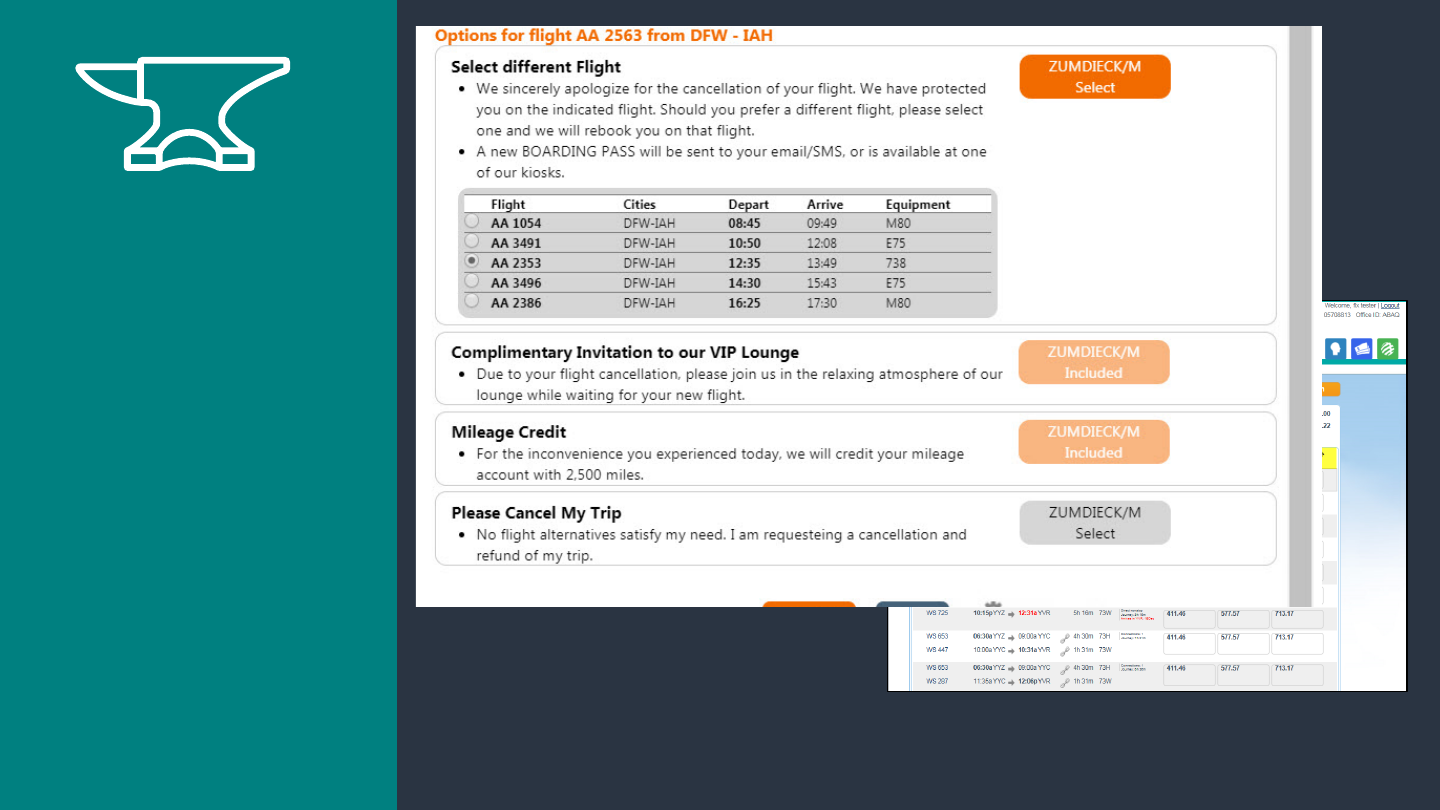 Options for flight AA 2563 from DFW - IAH
Select different Flight
ZUMDIECK/M
Select
• We sincerely apologize for the cancellation of your flight. We have protected
you on the indicated flight. Should you prefer a different flight, please select
one and we will rebook you on that flight.
• A new BOARDING PASS will be sent to your email/SMS, or is available at one
of our kiosks.
Flight Cities Depart Arrive Equipment
AA 1054 DFW-IAH 08:45 09:49 M80
AA 3491 DFW-IAH 10:50 12:08 E75
AA 2353 DFW-IAH 12:35 13:49 738
AA 3496 DFW-IAH 14:30 15:43 E75
AA 2386 DFW-IAH 16:25 17:30 M80
Complimentary Invitation to our VIP Lounge
ZUMDIECK/M
Included
• Due to your flight cancellation, please join us in the relaxing atmosphere of our
lounge while waiting for your new flight.
Mileage Credit
ZUMDIECK/M
Included
• For the inconvenience you experienced today, we will credit your mileage
account with 2,500 miles.
Please Cancel My Trip
ZUMDIECK/M
Select
• No flight alternatives satisfy my need. I am requesteing a cancellation and
refund of my trip.
Welcome, flx tester | Logout
05708813 Office ID: ABAQ
.00
.22
WS 725 10:15p YYZ 12:31a YVR 5h 16m 73W 411.46 577.57 713.17
WS 653 06:30a YYZ 09:00a YYC 4h 30m 73H 411.46 577.57 713.17
WS 447 10:00a YYC 10:31a YVR 1h 31m 73W
WS 653 06:30a YYZ 09:00a YYC 4h 30m 73H 411.46 577.57 713.17
WS 287 11:35a YYC 12:06p YVR 1h 31m 73W